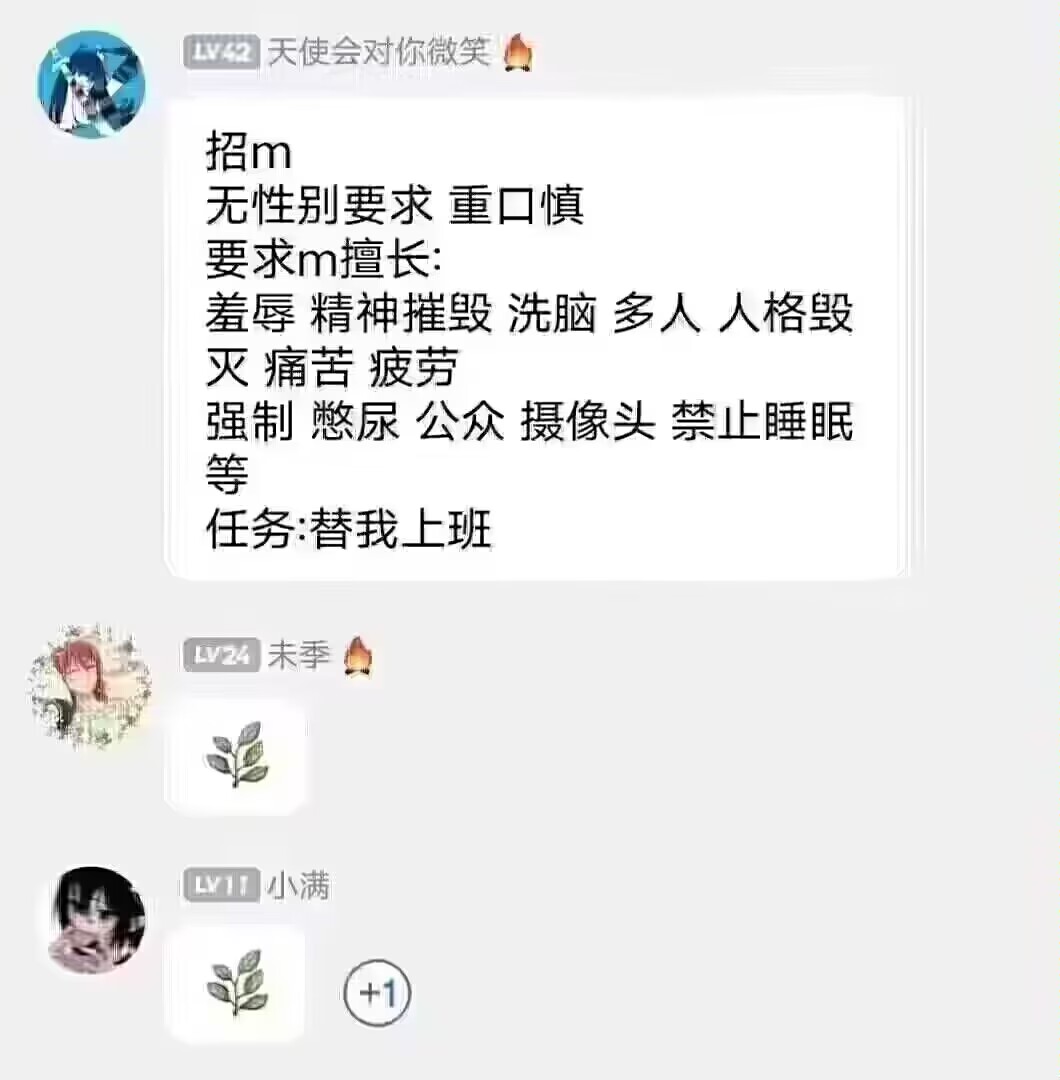 LV42 天使会对你微笑
招m
无性别要求 重口慎
要求m擅长:
羞辱 精神摧毁 洗脑 多人 人格毁
灭 痛苦 疲劳
强制 憋尿 公众 摄像头 禁止睡眠
等
任务:替我上班
LV24 未季
LV11 小满
+1